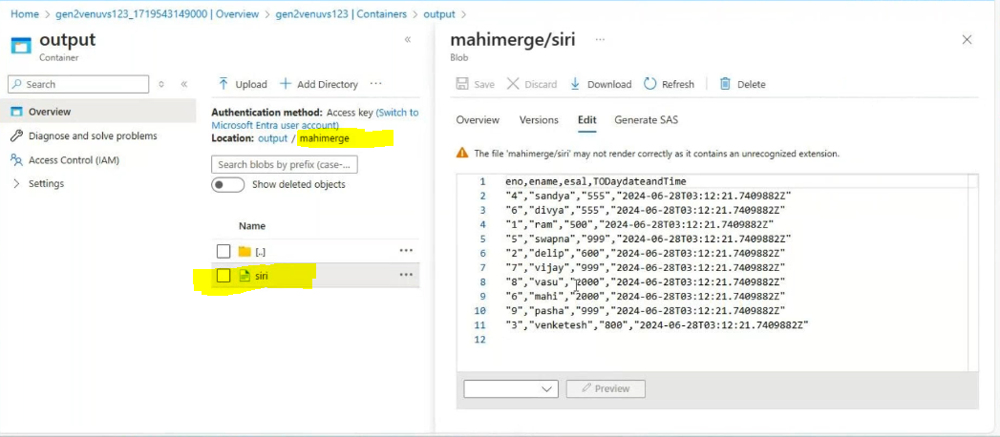 Home > gen2venuvs123_1719543149000 | Overview > gen2venuvs123 | Containers > output >
output
Container
Search
Overview
Diagnose and solve problems
Access Control (IAM)
Settings
Upload
Add Directory
Authentication method: Access key (Switch to
Microsoft Entra user account)
Location: output / mahimerge
Search blobs by prefix (case-...
Show deleted objects
Name
[..]
siri
mahimerge/siri
Blob
Save
Discard
Download
Refresh
Delete
Overview
Versions
Edit
Generate SAS
The file 'mahimerge/siri' may not render correctly as it contains an unrecognized extension.
1 eno,ename,esal,TODaydateandTime
2 "4","sandya","555","2024-06-28T03:12:21.7409882Z"
3 "6","divya","555","2024-06-28T03:12:21.7409882Z"
4 "1","ram","500","2024-06-28T03:12:21.7409882Z"
5 "5","swapna","999","2024-06-28T03:12:21.7409882Z"
6 "2","delip","600","2024-06-28T03:12:21.7409882Z"
7 "7","vijay","999","2024-06-28T03:12:21.7409882Z"
8 "8","vasu","2000","2024-06-28T03:12:21.7409882Z"
9 "6","mahi","2000","2024-06-28T03:12:21.7409882Z"
10 "9","pasha","999","2024-06-28T03:12:21.7409882Z"
11 "3","venketesh","800","2024-06-28T03:12:21.7409882Z"
12
Preview